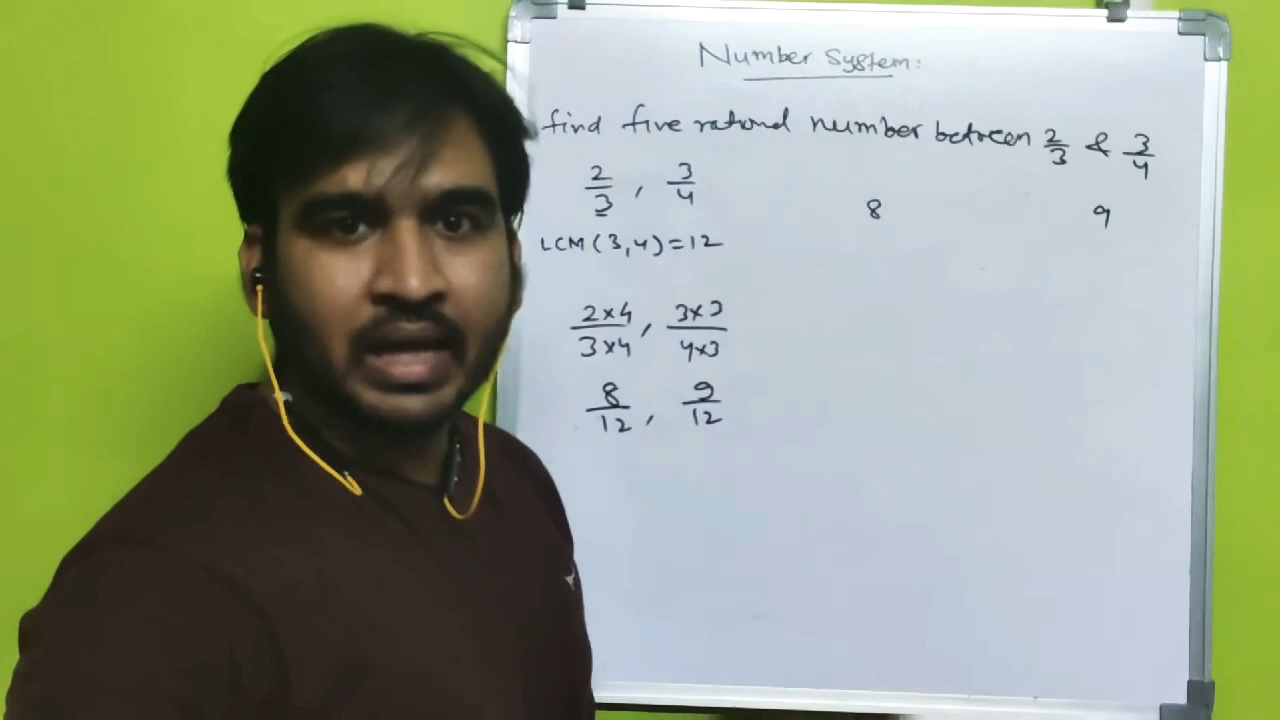 Number System:
find five rational number between 2/3 & 3/4
2/3 , 3/4
8 9
LCM(3,4)=12
2×4/3×4 , 3×3/4×3
8/12 , 9/12